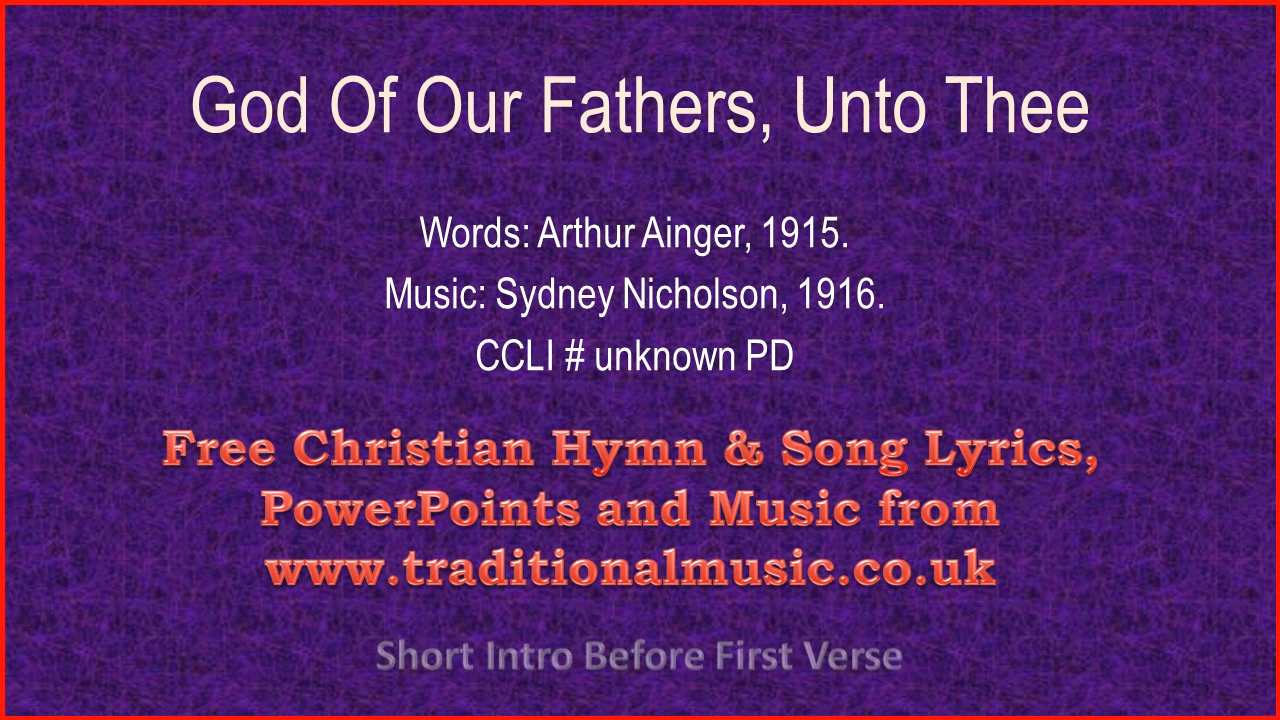 God Of Our Fathers, Unto Thee
Words: Arthur Ainger, 1915.
Music: Sydney Nicholson, 1916.
CCLI # unknown PD
Free Christian Hymn & Song Lyrics,
PowerPoints and Music from
www.traditionalmusic.co.uk
Short Intro Before First Verse